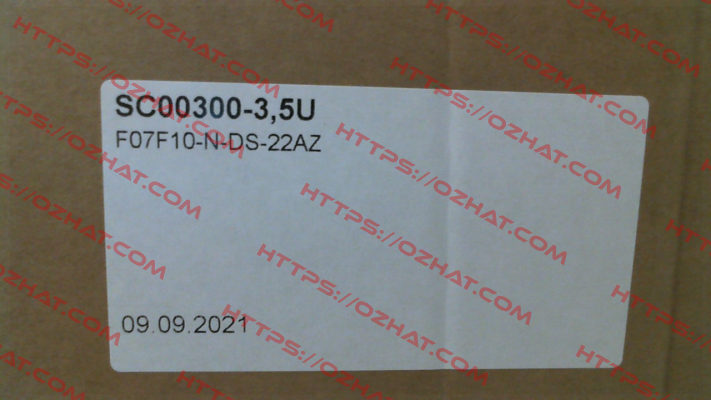 SC00300-3,5U
F07F10-N-DS-22AZ
09.09.2021
HTTPS://OZHAT.COM